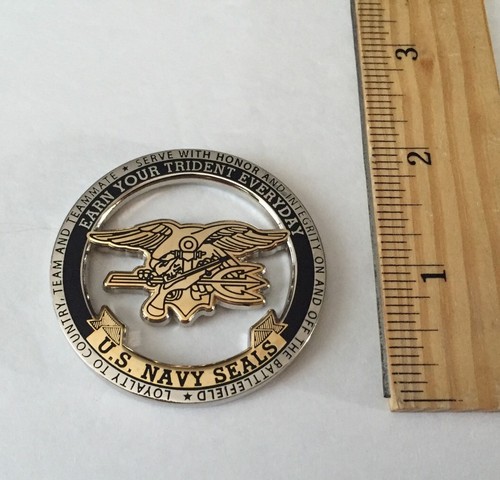 SERVE WITH HONOR AND INTEGRITY ON AND OFF THE BATTLEFIELD ★ LOYALTY TO COUNTRY, TEAM AND TEAMMATE ★
EARN YOUR TRIDENT EVERYDAY
U.S. NAVY SEALS
3
2
1